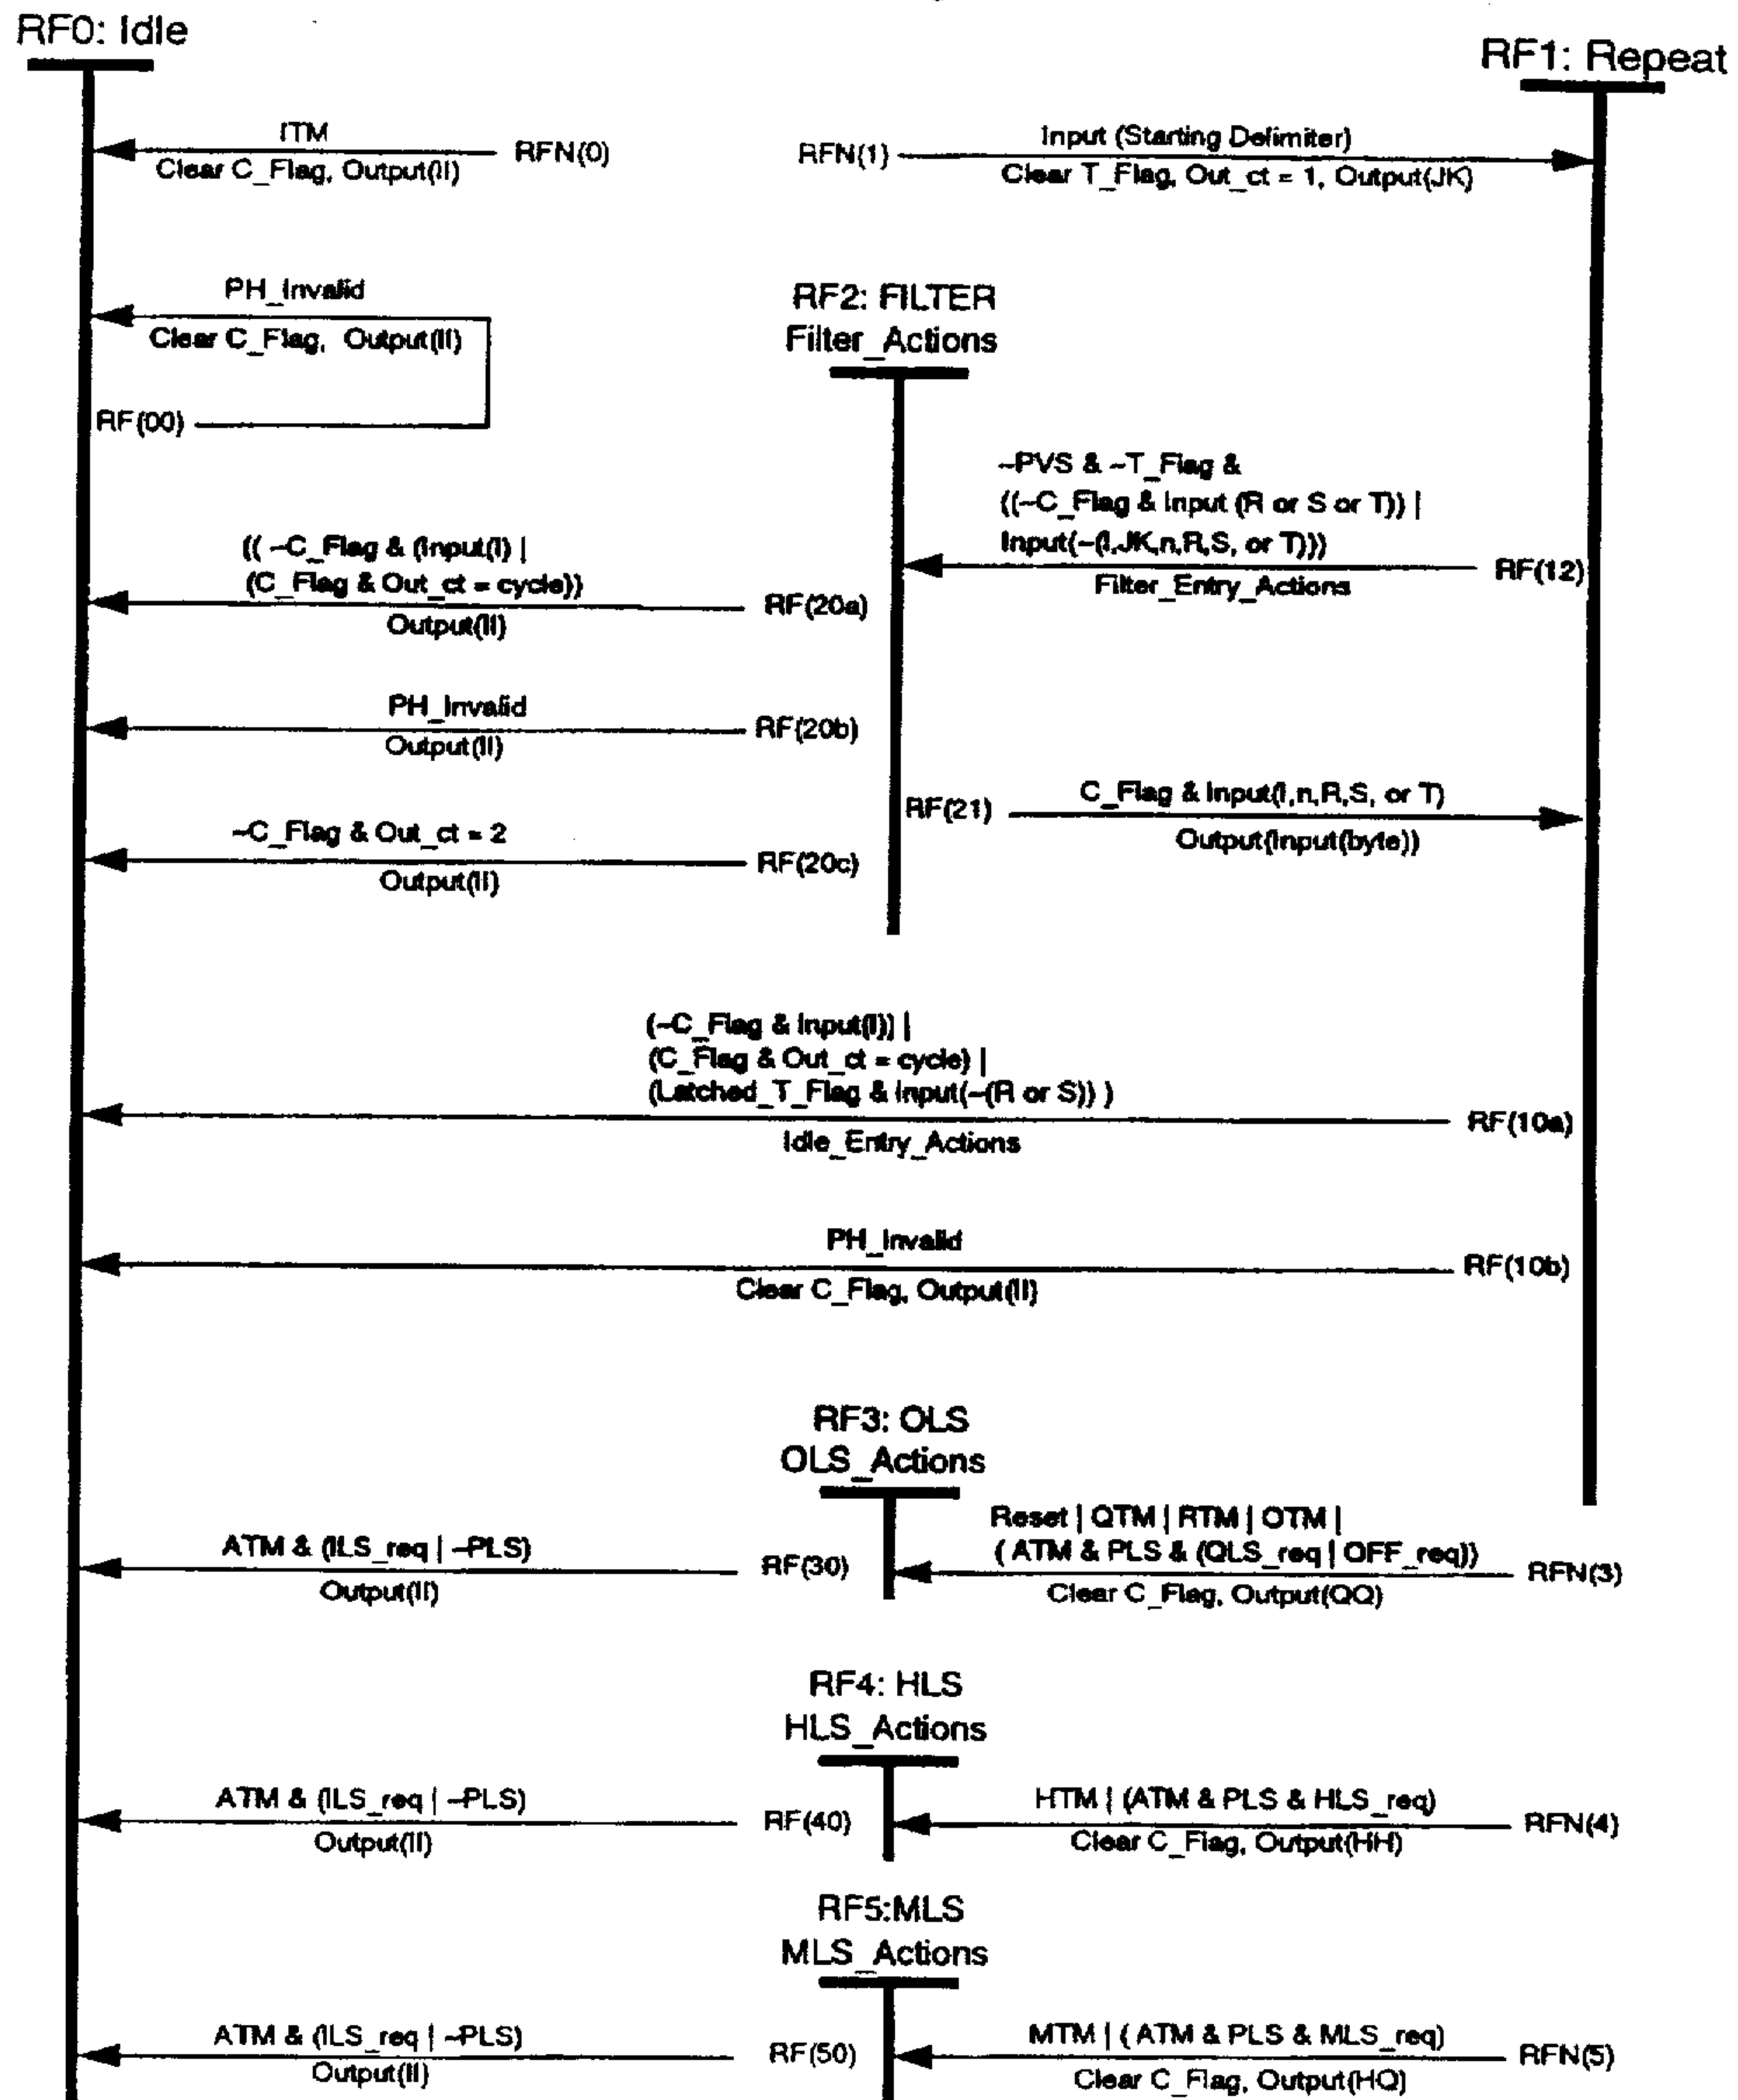 RF0: Idle
RF1: Repeat
ITM
RFN(0)
Clear C_Flag, Output(II)
Input (Starting Delimiter)
RFN(1)
Clear T_Flag, Out_ct = 1, Output(JK)
PH_Invalid
Clear C_Flag, Output(II)
RF(00)
RF2: FILTER
Filter_Actions
~PVS & ~T_Flag &
((~C_Flag & Input (R or S or T)) |
Input(~(I,JK,n,R,S, or T)))
RF(12)
Filter_Entry_Actions
(( ~C_Flag & (Input(I) |
(C_Flag & Out_ct = cycle))
RF(20a)
Output(II)
PH_Invalid
RF(20b)
Output(II)
C_Flag & Input(I,n,R,S, or T)
RF(21)
Output(Input(byte))
~C_Flag & Out_ct = 2
RF(20c)
Output(II)
(~C_Flag & Input(I)) |
(C_Flag & Out_ct = cycle) |
(Latched_T_Flag & Input(~(R or S)) )
RF(10a)
Idle_Entry_Actions
PH_Invalid
RF(10b)
Clear C_Flag, Output(II)
RF3: OLS
OLS_Actions
Reset | QTM | RTM | OTM |
( ATM & PLS & (QLS_req | OFF_req))
RFN(3)
Clear C_Flag, Output(QQ)
ATM & (ILS_req | ~PLS)
RF(30)
Output(II)
RF4: HLS
HLS_Actions
ATM & (ILS_req | ~PLS)
RF(40)
Output(II)
HTM | (ATM & PLS & HLS_req)
RFN(4)
Clear C_Flag, Output(HH)
RF5:MLS
MLS_Actions
ATM & (ILS_req | ~PLS)
RF(50)
Output(II)
MTM | ( ATM & PLS & MLS_req)
RFN(5)
Clear C_Flag, Output(HQ)